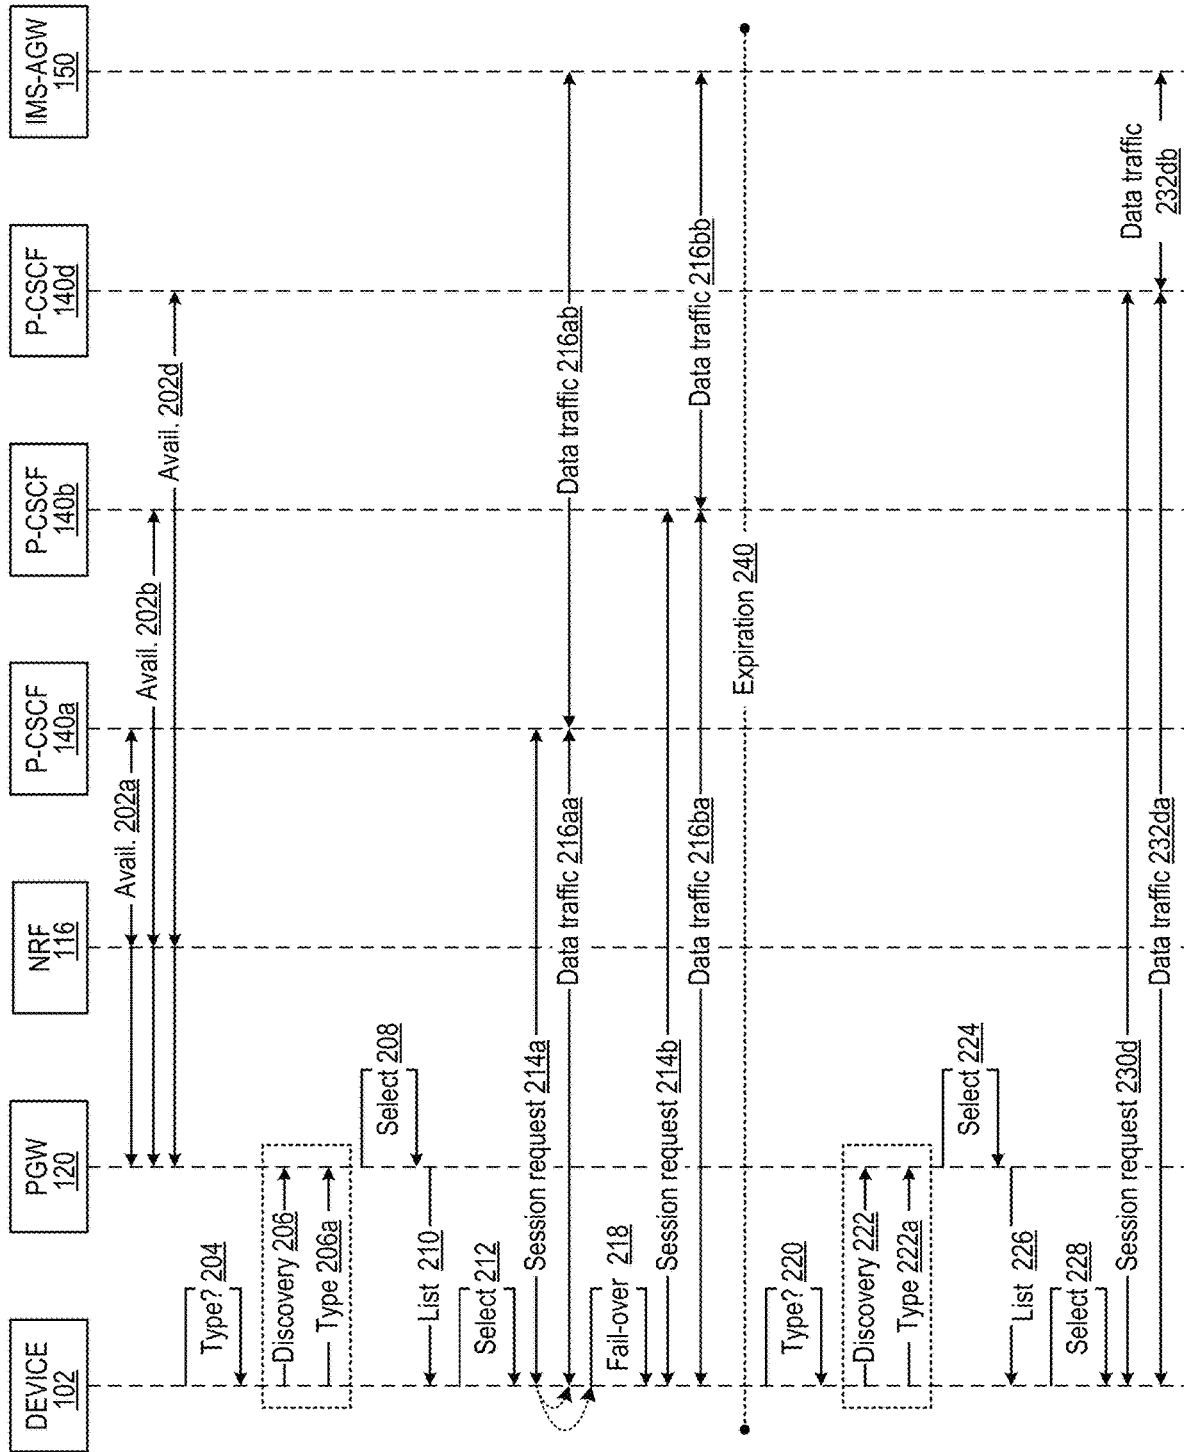 DEVICE
102
PGW
120
NRF
116
P-CSCF
140a
P-CSCF
140b
P-CSCF
140d
IMS-AGW
150
Avail. 202a
Avail. 202b
Avail. 202d
Type? 204
Discovery 206
Type 206a
Select 208
List 210
Select 212
Session request 214a
Data traffic 216aa
Data traffic 216ab
Fail-over 218
Session request 214b
Data traffic 216ba
Data traffic 216bb
Expiration 240
Type? 220
Discovery 222
Type 222a
Select 224
List 226
Select 228
Session request 230d
Data traffic 232da
Data traffic
232db